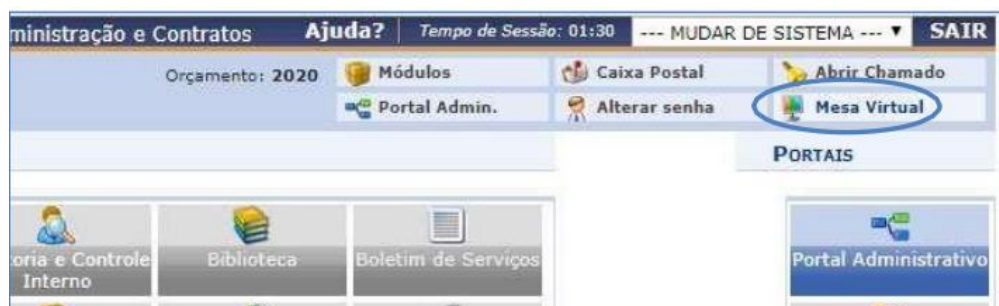 ministração e Contratos Ajuda? Tempo de Sessão: 01:30 --- MUDAR DE SISTEMA --- SAIR
Orçamento: 2020 Módulos Caixa Postal Abrir Chamado
Portal Admin. Alterar senha Mesa Virtual
PORTAIS
oria e Controle Interno
Biblioteca
Boletim de Serviços
Portal Administrativo